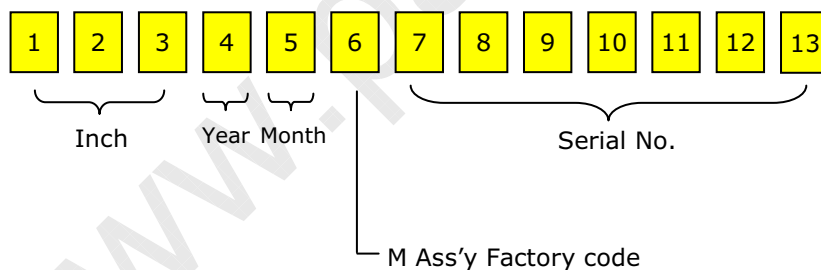 1 2 3 4 5 6 7 8 9 10 11 12 13
Inch Year Month Serial No.
M Ass’y Factory code